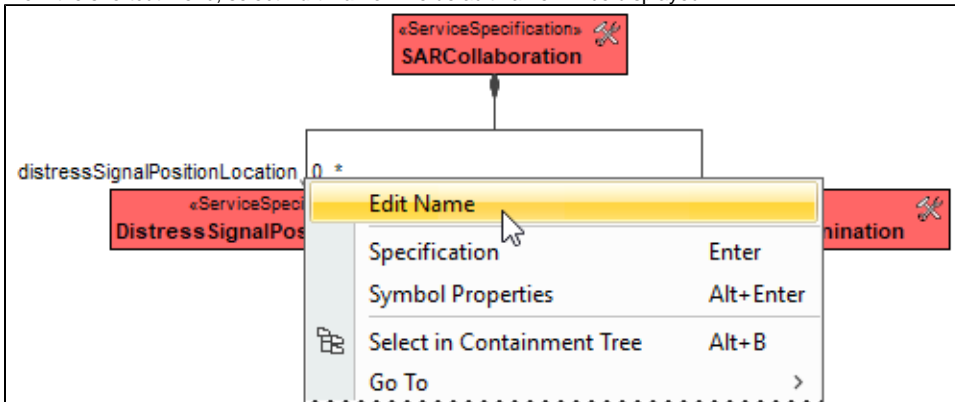 «ServiceSpecification»
SARCollaboration
distressSignalPositionLocation 0..*
«ServiceSpeci
DistressSignalPos
mination
Edit Name
Specification Enter
Symbol Properties Alt+Enter
Select in Containment Tree Alt+B
Go To >